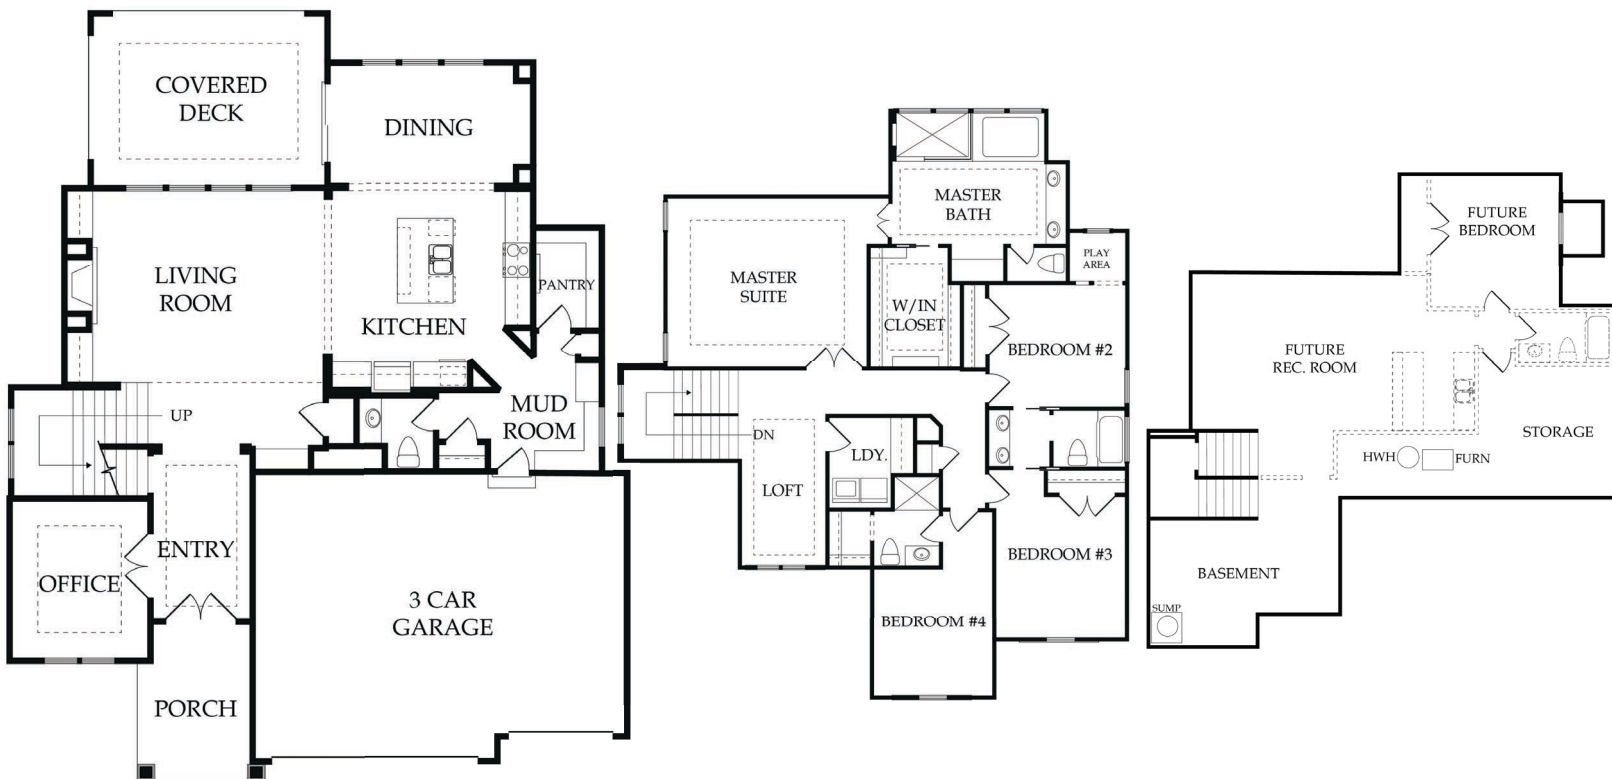 COVERED
DECK
DINING
LIVING
ROOM
KITCHEN
PANTRY
UP
MUD
ROOM
ENTRY
OFFICE
3 CAR
GARAGE
PORCH
MASTER
BATH
PLAY
AREA
MASTER
SUITE
W/IN
CLOSET
BEDROOM #2
DN
LDY.
LOFT
BEDROOM #3
BEDROOM #4
FUTURE
BEDROOM
FUTURE
REC. ROOM
STORAGE
HWH
FURN
BASEMENT
SUMP